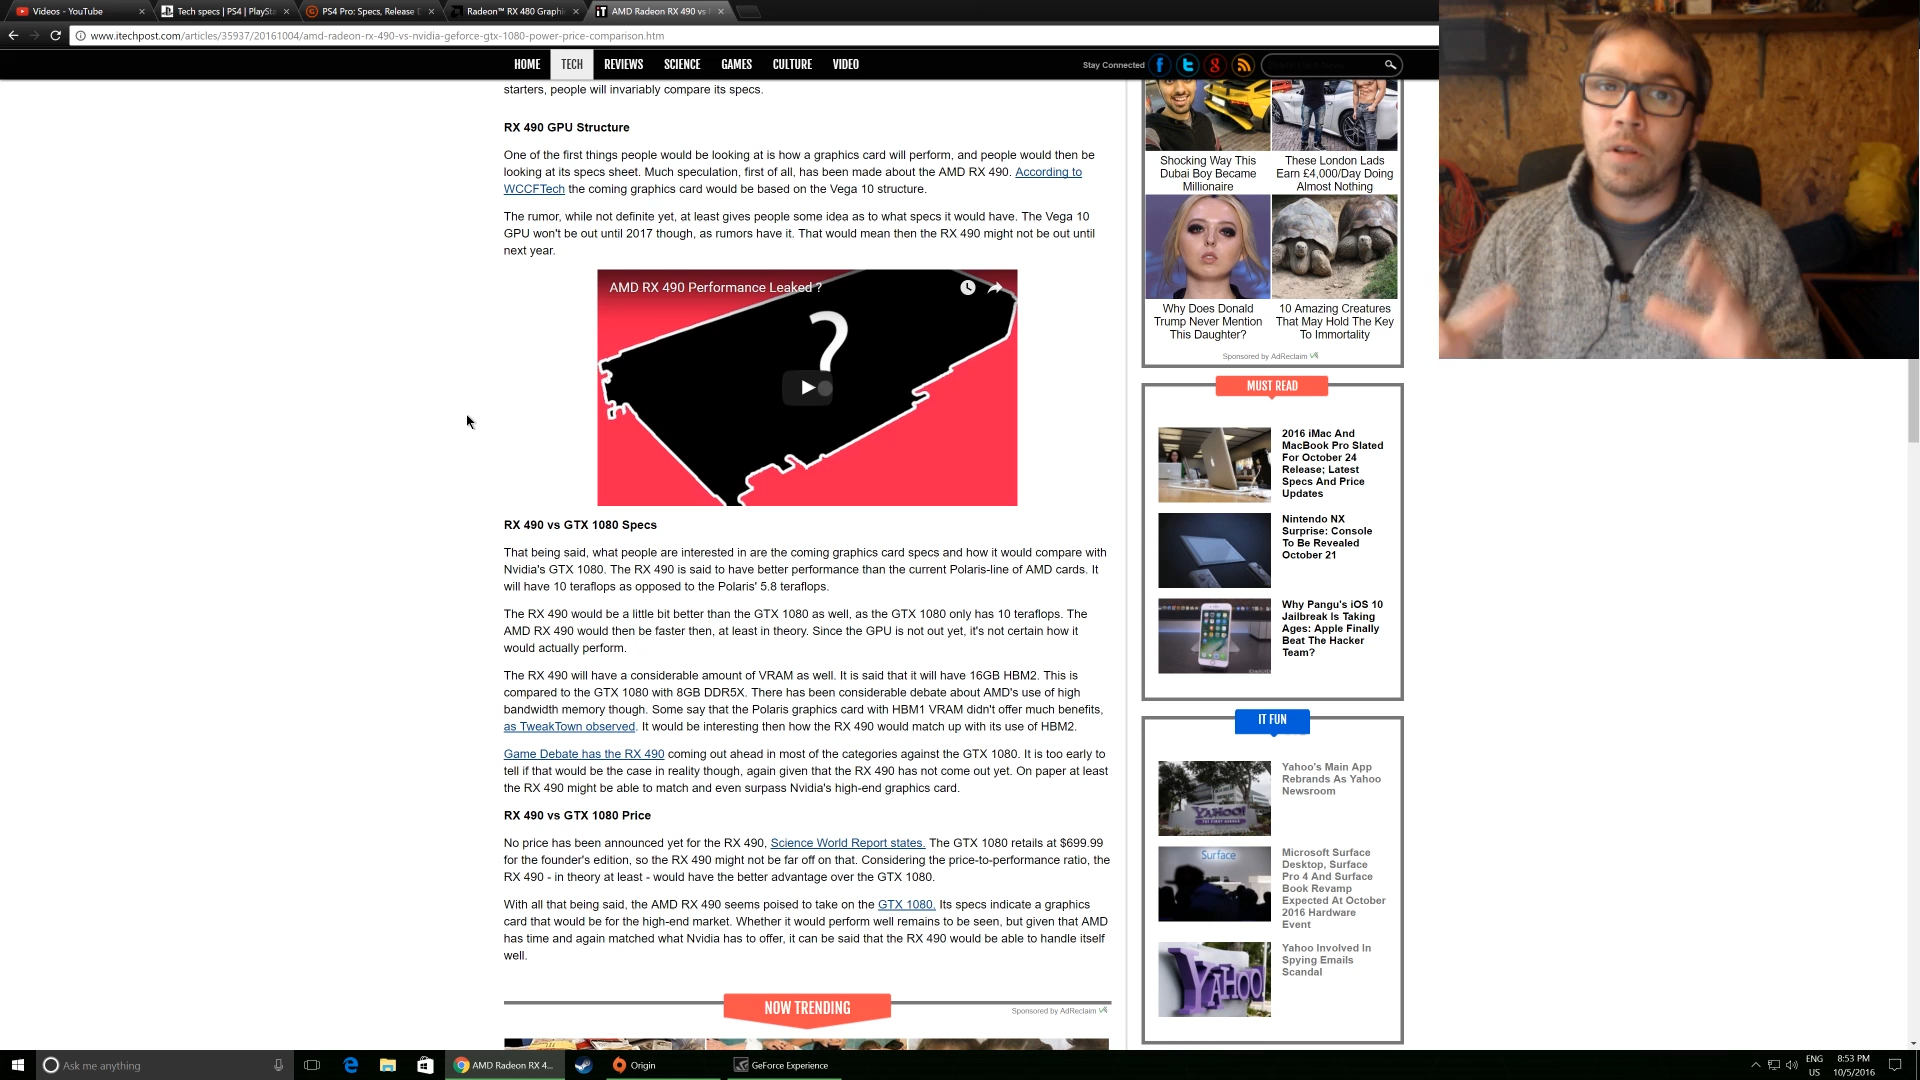 Videos - YouTube
Tech specs | PS4 | PlaySta
PS4 Pro: Specs, Release D
Radeon™ RX 480 Graphi
AMD Radeon RX 490 vs
www.itechpost.com/articles/35937/20161004/amd-radeon-rx-490-vs-nvidia-geforce-gtx-1080-power-price-comparison.htm
HOME TECH REVIEWS SCIENCE GAMES CULTURE VIDEO
Stay Connected
starters, people will invariably compare its specs.
RX 490 GPU Structure
One of the first things people would be looking at is how a graphics card will perform, and people would then be
looking at its specs sheet. Much speculation, first of all, has been made about the AMD RX 490. According to
WCCFTech the coming graphics card would be based on the Vega 10 structure.
The rumor, while not definite yet, at least gives people some idea as to what specs it would have. The Vega 10
GPU won't be out until 2017 though, as rumors have it. That would mean then the RX 490 might not be out until
next year.
AMD RX 490 Performance Leaked ?
?
RX 490 vs GTX 1080 Specs
That being said, what people are interested in are the coming graphics card specs and how it would compare with
Nvidia's GTX 1080. The RX 490 is said to have better performance than the current Polaris-line of AMD cards. It
will have 10 teraflops as opposed to the Polaris' 5.8 teraflops.
The RX 490 would be a little bit better than the GTX 1080 as well, as the GTX 1080 only has 10 teraflops. The
AMD RX 490 would then be faster then, at least in theory. Since the GPU is not out yet, it's not certain how it
would actually perform.
The RX 490 will have a considerable amount of VRAM as well. It is said that it will have 16GB HBM2. This is
compared to the GTX 1080 with 8GB DDR5X. There has been considerable debate about AMD's use of high
bandwidth memory though. Some say that the Polaris graphics card with HBM1 VRAM didn't offer much benefits,
as TweakTown observed. It would be interesting then how the RX 490 would match up with its use of HBM2.
Game Debate has the RX 490 coming out ahead in most of the categories against the GTX 1080. It is too early to
tell if that would be the case in reality though, again given that the RX 490 has not come out yet. On paper at least
the RX 490 might be able to match and even surpass Nvidia's high-end graphics card.
RX 490 vs GTX 1080 Price
No price has been announced yet for the RX 490, Science World Report states. The GTX 1080 retails at $699.99
for the founder's edition, so the RX 490 might not be far off on that. Considering the price-to-performance ratio, the
RX 490 - in theory at least - would have the better advantage over the GTX 1080.
With all that being said, the AMD RX 490 seems poised to take on the GTX 1080. Its specs indicate a graphics
card that would be for the high-end market. Whether it would perform well remains to be seen, but given that AMD
has time and again matched what Nvidia has to offer, it can be said that the RX 490 would be able to handle itself
well.
NOW TRENDING
Sponsored by AdReclaim
Shocking Way This
Dubai Boy Became
Millionaire
These London Lads
Earn £4,000/Day Doing
Almost Nothing
Why Does Donald
Trump Never Mention
This Daughter?
10 Amazing Creatures
That May Hold The Key
To Immortality
Sponsored by AdReclaim
MUST READ
2016 iMac And
MacBook Pro Slated
For October 24
Release; Latest
Specs And Price
Updates
Nintendo NX
Surprise: Console
To Be Revealed
October 21
Why Pangu's iOS 10
Jailbreak Is Taking
Ages: Apple Finally
Beat The Hacker
Team?
IT FUN
Yahoo's Main App
Rebrands As Yahoo
Newsroom
YAHOO!
Surface
Microsoft Surface
Desktop, Surface
Pro 4 And Surface
Book Revamp
Expected At October
2016 Hardware
Event
YAHOO!
Yahoo Involved In
Spying Emails
Scandal
Ask me anything
AMD Radeon RX 4...
Origin
GeForce Experience
ENG
US
8:53 PM
10/5/2016